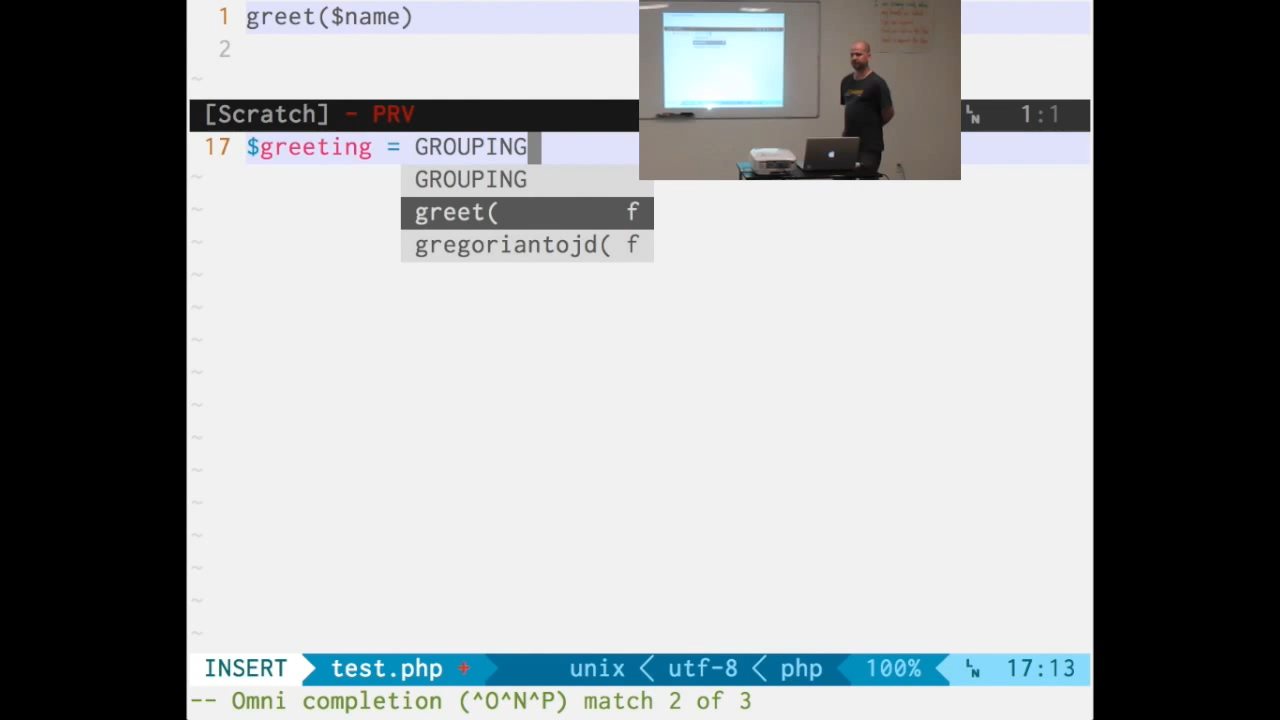 1 greet($name)
2
~
[Scratch] - PRV 1:1
17 $greeting = GROUPING
~ GROUPING
~ greet( f
~ gregoriantojd( f
~
~
~
~
~
~
~
~
~
~
~
~
INSERT test.php + unix < utf-8 < php 100% LN 17:13
-- Omni completion (^O^N^P) match 2 of 3